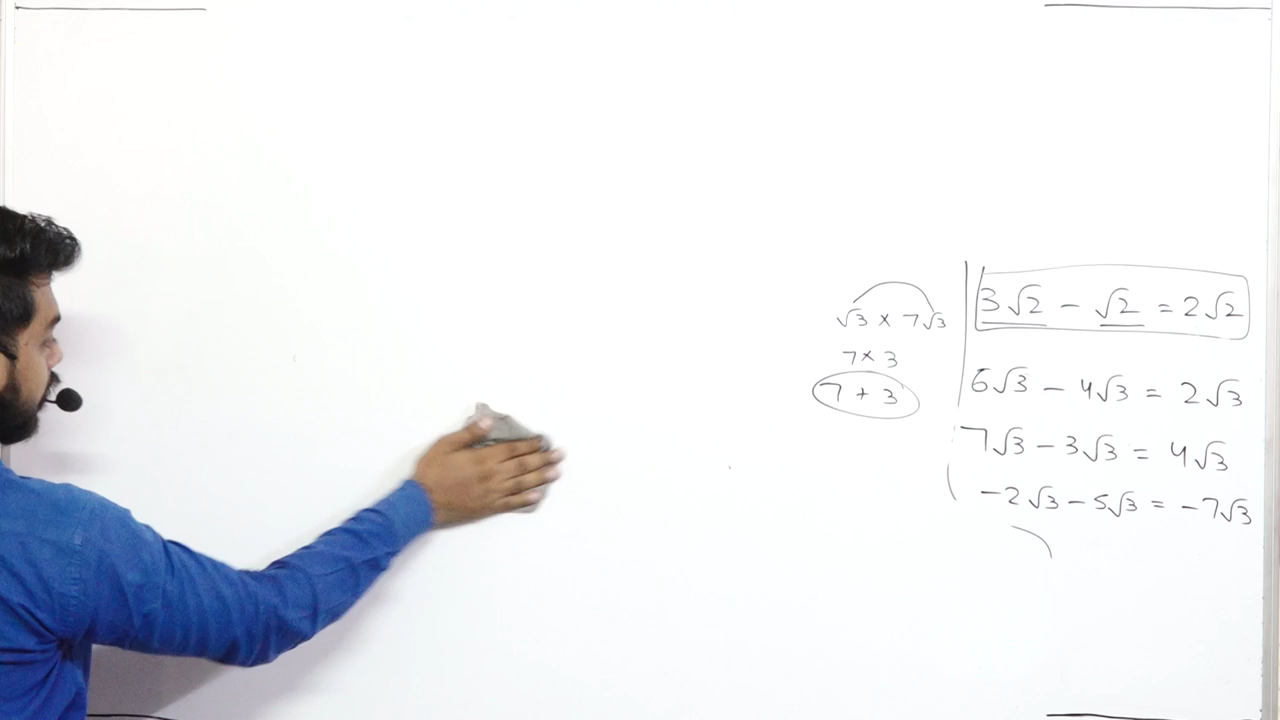 √3 × 7√3
7 × 3
7 + 3
3√2 − √2 = 2√2
6√3 − 4√3 = 2√3
7√3 − 3√3 = 4√3
−2√3 − 5√3 = −7√3